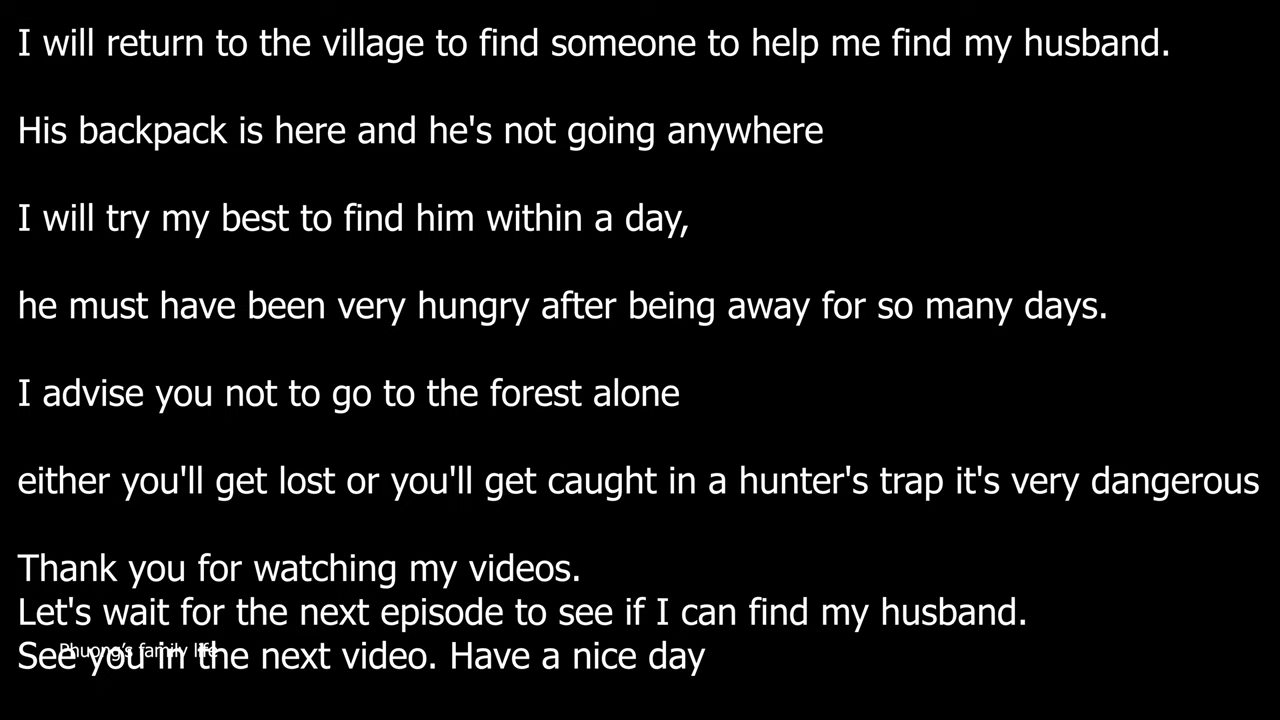 I will return to the village to find someone to help me find my husband.
His backpack is here and he's not going anywhere
I will try my best to find him within a day,
he must have been very hungry after being away for so many days.
I advise you not to go to the forest alone
either you'll get lost or you'll get caught in a hunter's trap it's very dangerous
Thank you for watching my videos.
Let's wait for the next episode to see if I can find my husband.
Phuong's family life
See you in the next video. Have a nice day